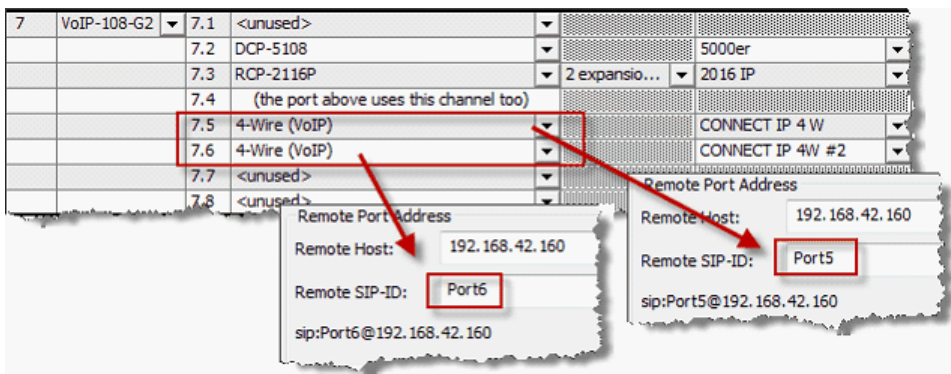 7 VoIP-108-G2 7.1 <unused>
7.2 DCP-5108 5000er
7.3 RCP-2116P 2 expansio... 2016 IP
7.4 (the port above uses this channel too)
7.5 4-Wire (VoIP) CONNECT IP 4 W
7.6 4-Wire (VoIP) CONNECT IP 4W #2
7.7 <unused>
7.8 <unused>
Remote Port Address
Remote Host: 192.168.42.160
Remote SIP-ID: Port5
sip:Port5@192.168.42.160
Remote Port Address
Remote Host: 192.168.42.160
Remote SIP-ID: Port6
sip:Port6@192.168.42.160